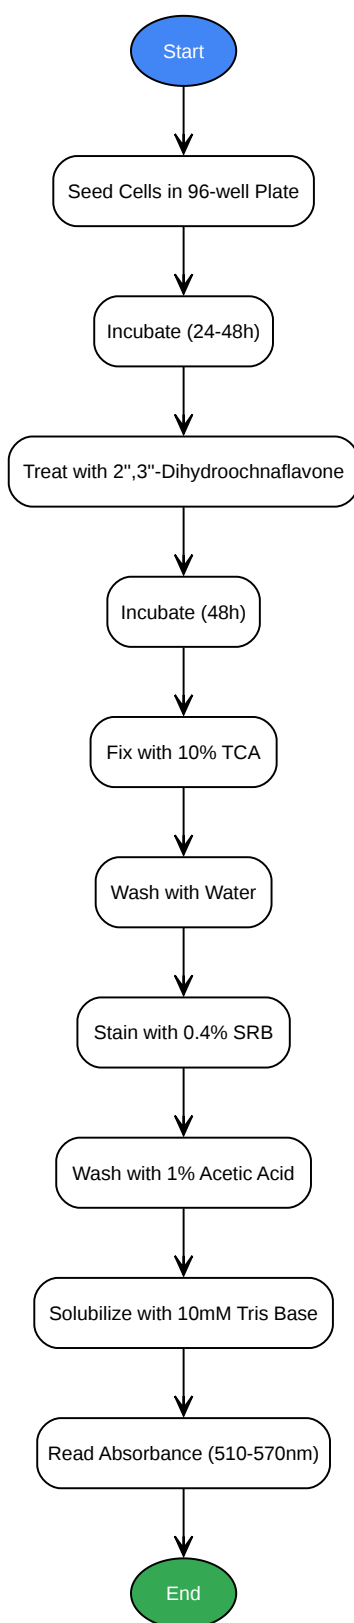 Start
Seed Cells in 96-well Plate
Incubate (24-48h)
Treat with 2",3"-Dihydroochnaflavone
Incubate (48h)
Fix with 10% TCA
Wash with Water
Stain with 0.4% SRB
Wash with 1% Acetic Acid
Solubilize with 10mM Tris Base
Read Absorbance (510-570nm)
End